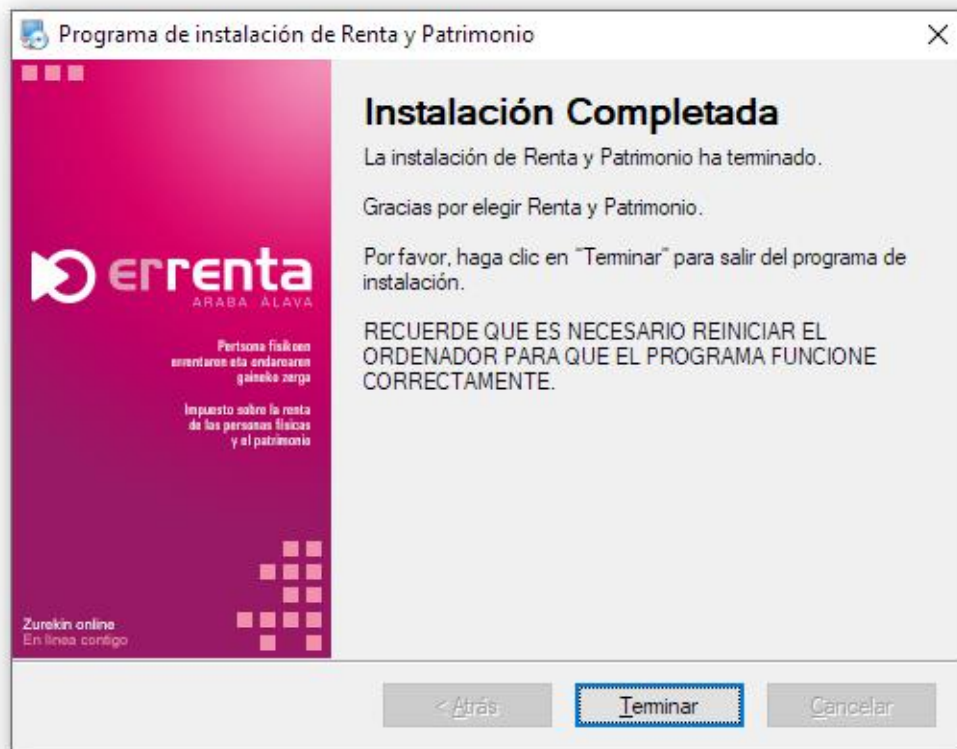 Programa de instalación de Renta y Patrimonio
errenta
ARABA ÁLAVA
Pertsona fisikoen
errentaren eta ondarearen
gaineko zerga
Impuesto sobre la renta
de las personas físicas
y el patrimonio
Zurekin online
En línea contigo
Instalación Completada
La instalación de Renta y Patrimonio ha terminado.
Gracias por elegir Renta y Patrimonio.
Por favor, haga clic en "Terminar" para salir del programa de
instalación.
RECUERDE QUE ES NECESARIO REINICIAR EL
ORDENADOR PARA QUE EL PROGRAMA FUNCIONE
CORRECTAMENTE.
< Atrás
Terminar
Cancelar